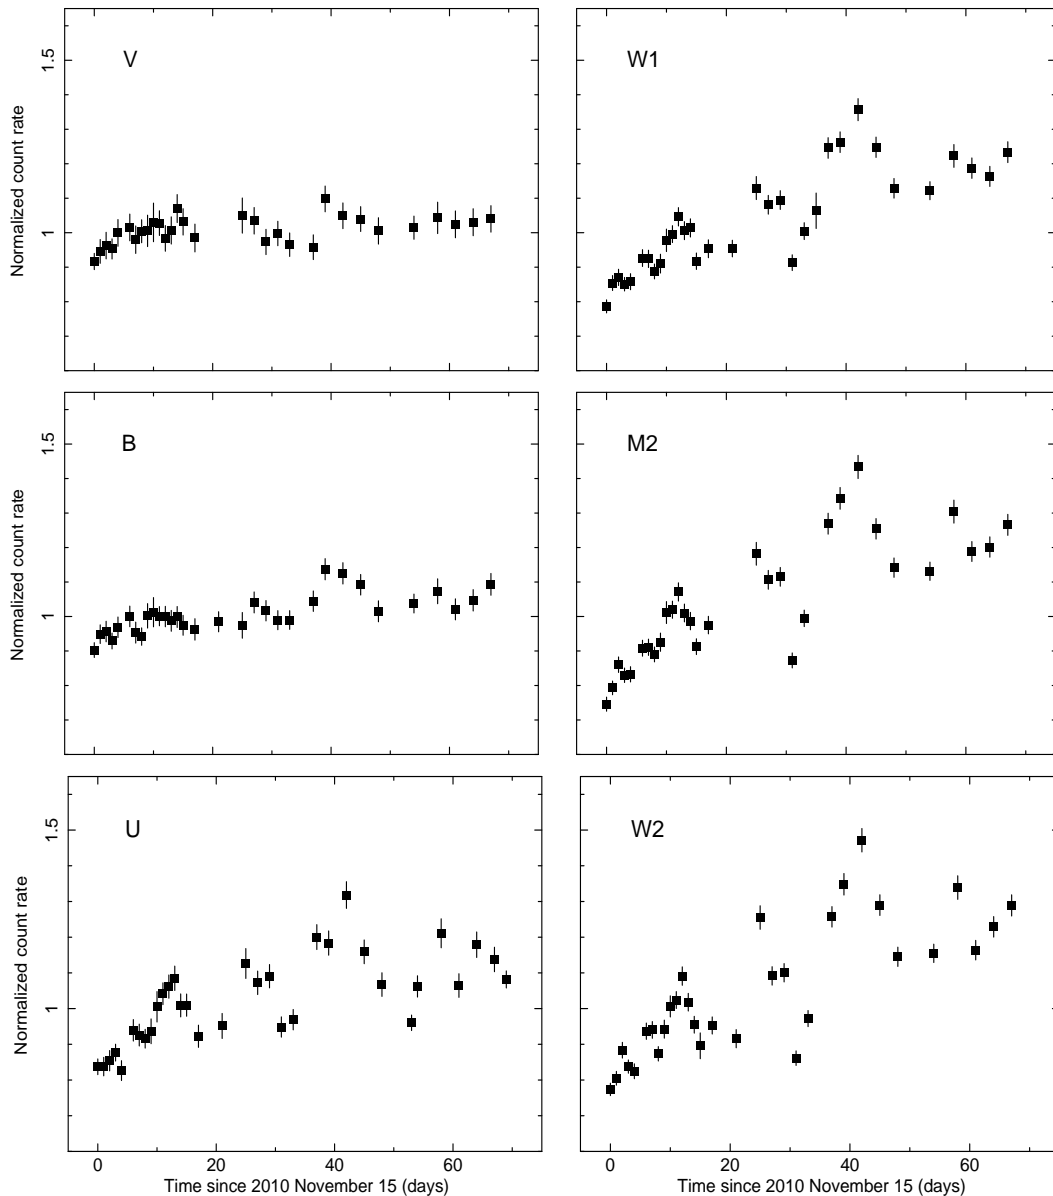 V
Normalized count rate
1
1.5
W1
B
Normalized count rate
1
1.5
M2
U
Normalized count rate
1
1.5
0 20 40 60
Time since 2010 November 15 (days)
W2
0 20 40 60
Time since 2010 November 15 (days)